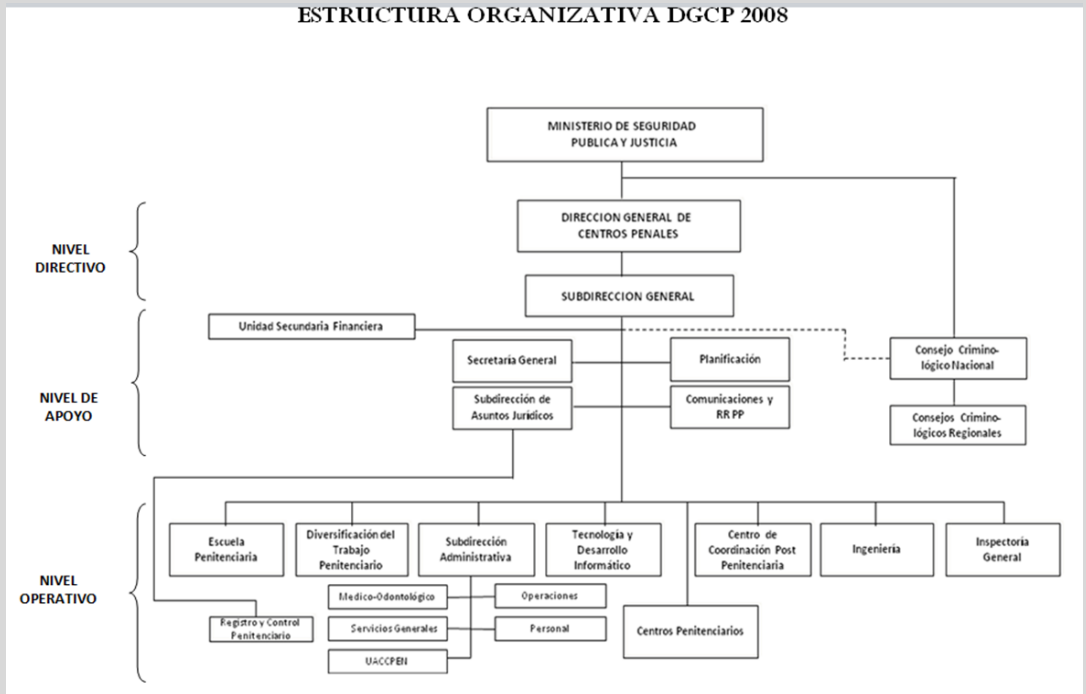 ESTRUCTURA ORGANIZATIVA DGCP 2008
MINISTERIO DE SEGURIDAD
PUBLICA Y JUSTICIA
DIRECCION GENERAL DE
CENTROS PENALES
NIVEL
DIRECTIVO
SUBDIRECCION GENERAL
Unidad Secundaria Financiera
Secretaría General
Planificación
Consejo Crimino-
lógico Nacional
NIVEL DE
APOYO
Subdirección de
Asuntos Jurídicos
Comunicaciones y
RR PP
Consejos Crimino-
lógicos Regionales
Escuela
Penitenciaria
Diversificación del
Trabajo
Penitenciario
Subdirección
Administrativa
Tecnología y
Desarrollo
Informático
Centro de
Coordinación Post
Penitenciaria
Ingeniería
Inspectoría
General
NIVEL
OPERATIVO
Medico-Odontológico
Operaciones
Registro y Control
Penitenciario
Servicios Generales
Personal
Centros Penitenciarios
UACCPEN